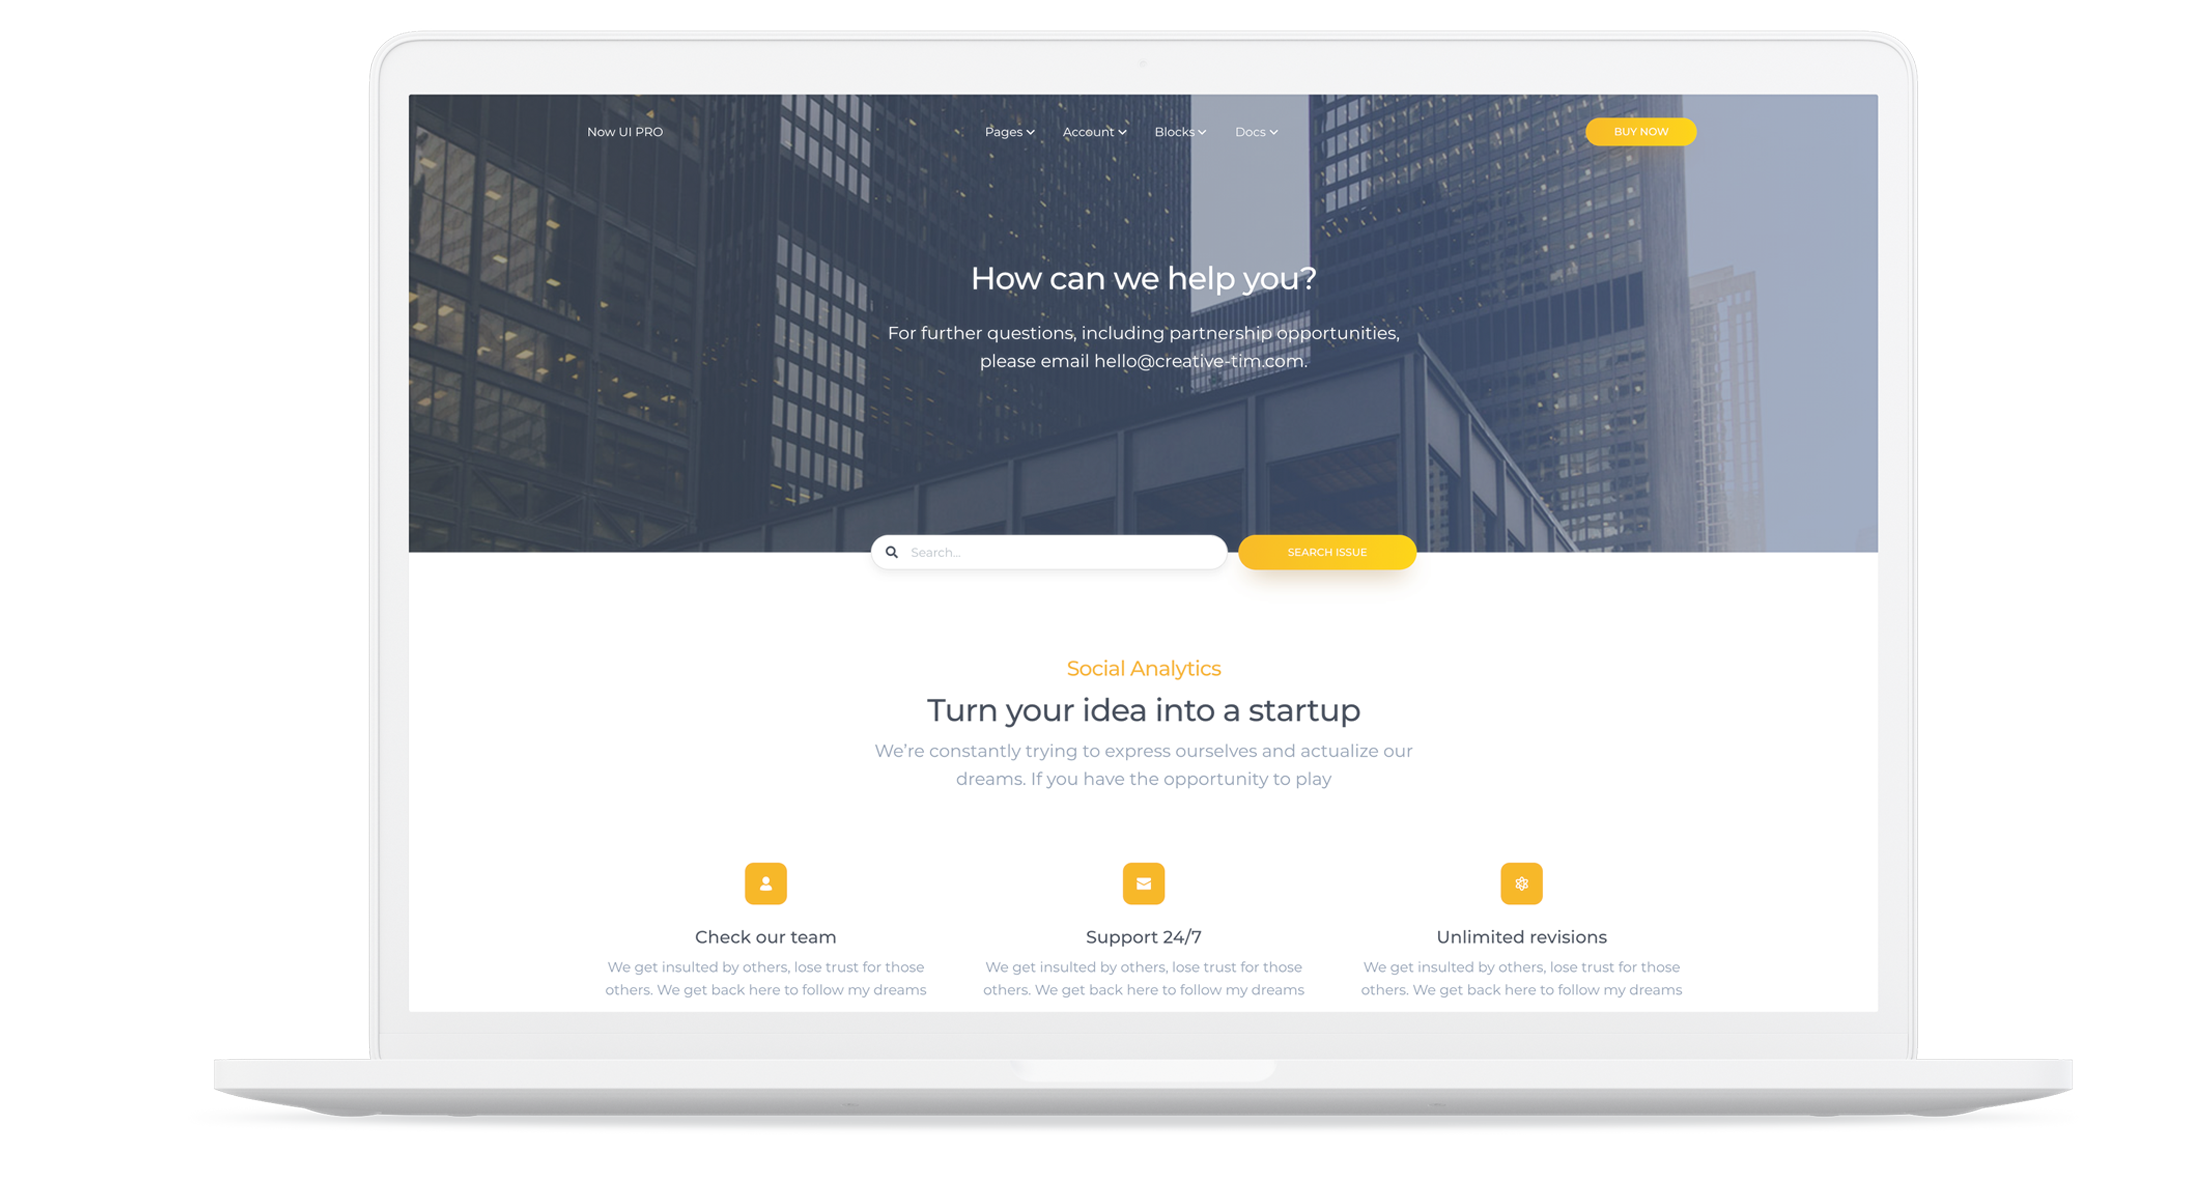 Now UI PRO
Pages
Account
Blocks
Docs
BUY NOW
How can we help you?
For further questions, including partnership opportunities,
please email hello@creative-tim.com.
Search...
SEARCH ISSUE
Social Analytics
Turn your idea into a startup
We’re constantly trying to express ourselves and actualize our
dreams. If you have the opportunity to play
Check our team
We get insulted by others, lose trust for those
others. We get back here to follow my dreams
Support 24/7
We get insulted by others, lose trust for those
others. We get back here to follow my dreams
Unlimited revisions
We get insulted by others, lose trust for those
others. We get back here to follow my dreams